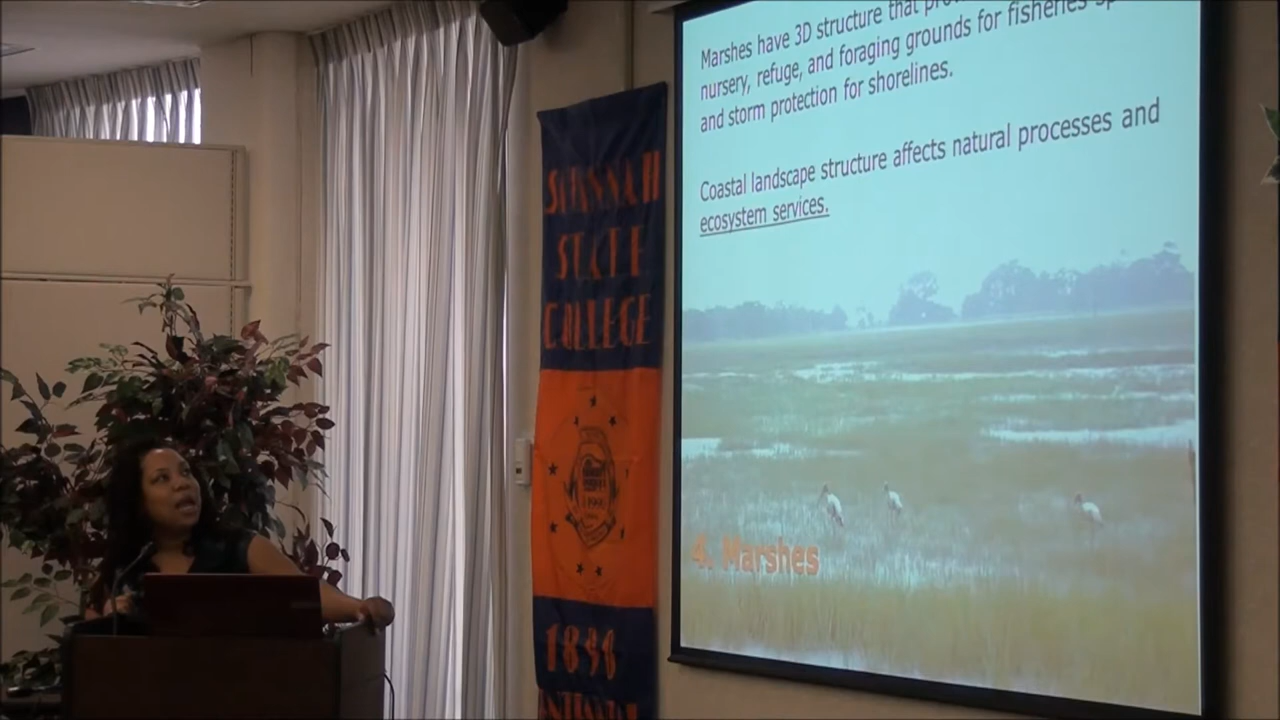 SAVANNAH
STATE
COLLEGE
1890
Marshes have 3D structure that
nursery, refuge, and foraging grounds for fisheries
and storm protection for shorelines.
Coastal landscape structure affects natural processes and
ecosystem services.
4. Marshes